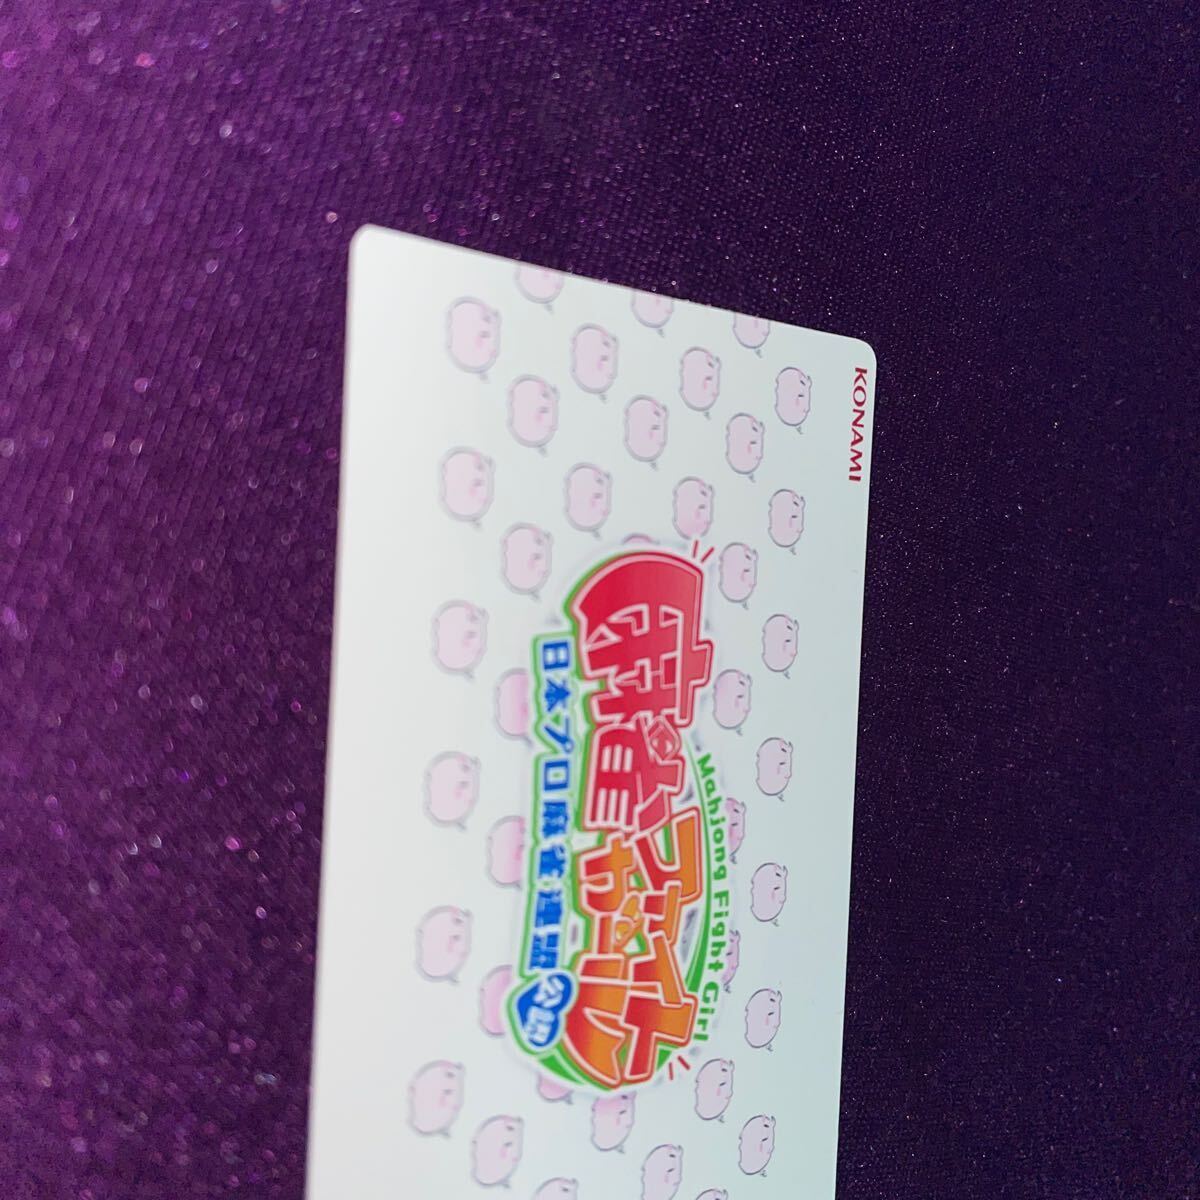 KONAMI
Mahjong Fight Girl
麻雀ファイト
ガール
日本プロ麻雀連盟公認